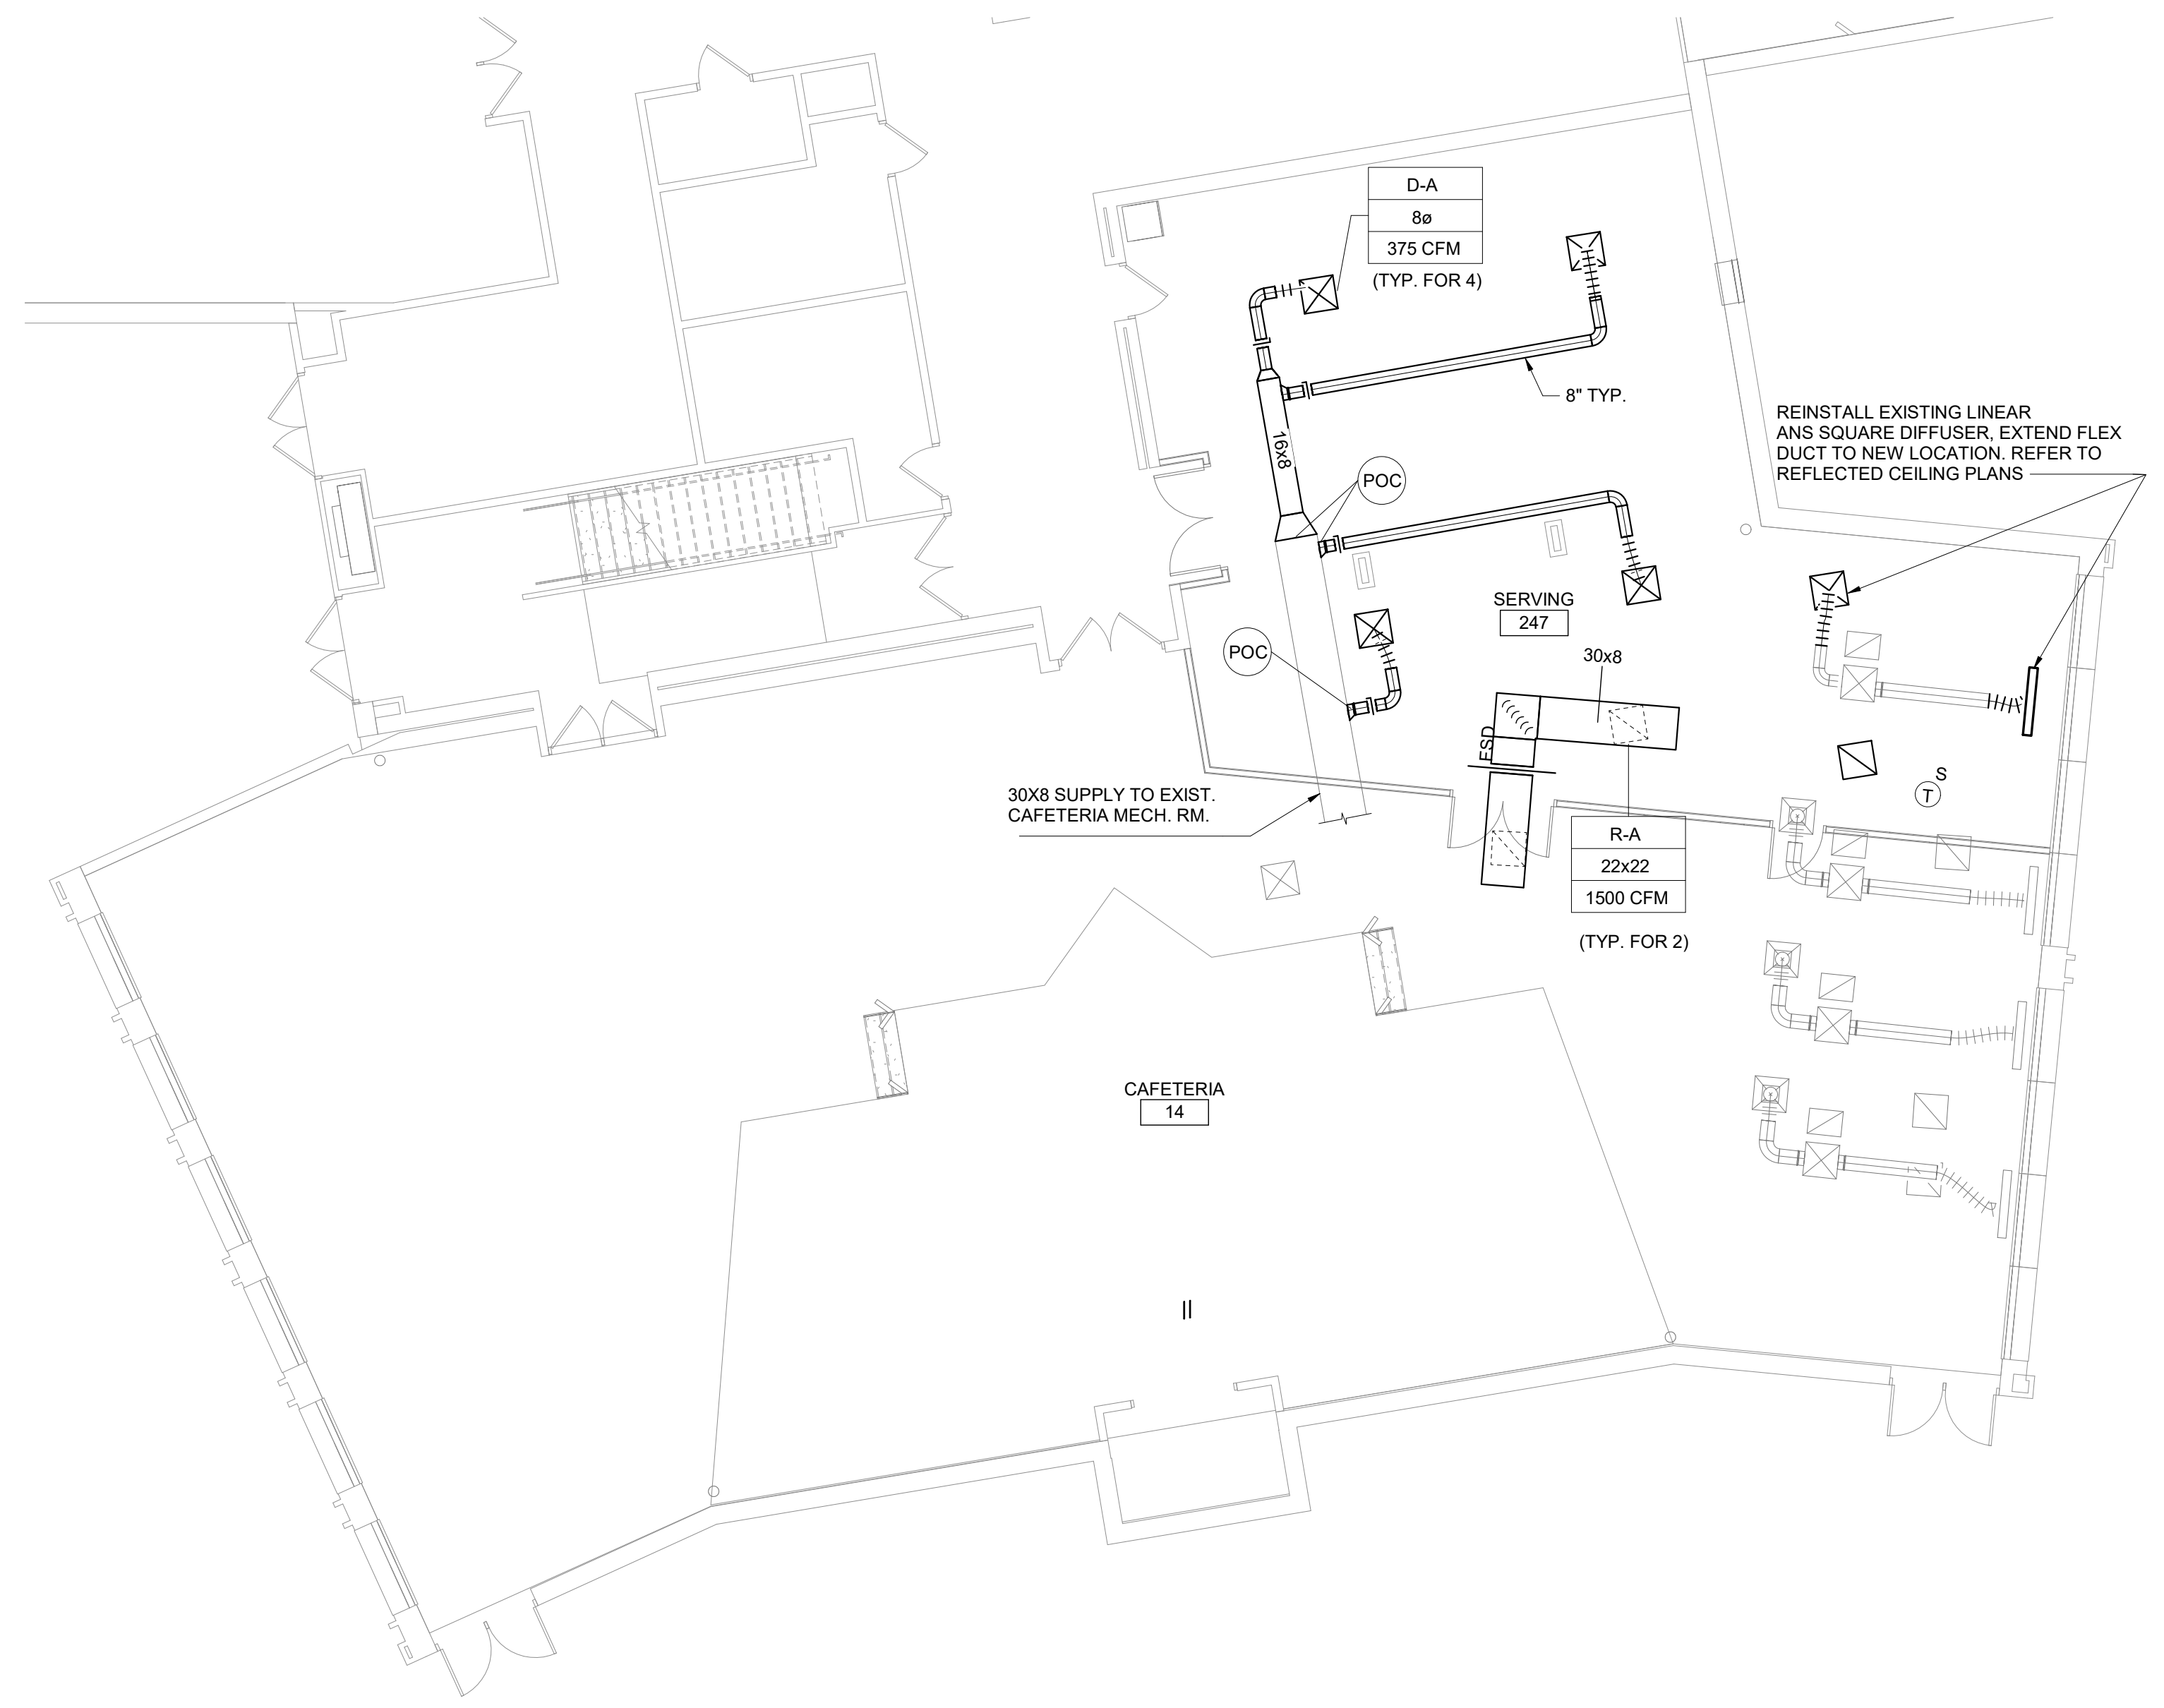 D-A
8ø
375 CFM
(TYP. FOR 4)
8" TYP.
16x8
POC
REINSTALL EXISTING LINEAR
ANS SQUARE DIFFUSER, EXTEND FLEX
DUCT TO NEW LOCATION. REFER TO
REFLECTED CEILING PLANS
SERVING
247
POC
30x8
FSD
S
T
30X8 SUPPLY TO EXIST.
CAFETERIA MECH. RM.
R-A
22x22
1500 CFM
(TYP. FOR 2)
CAFETERIA
14